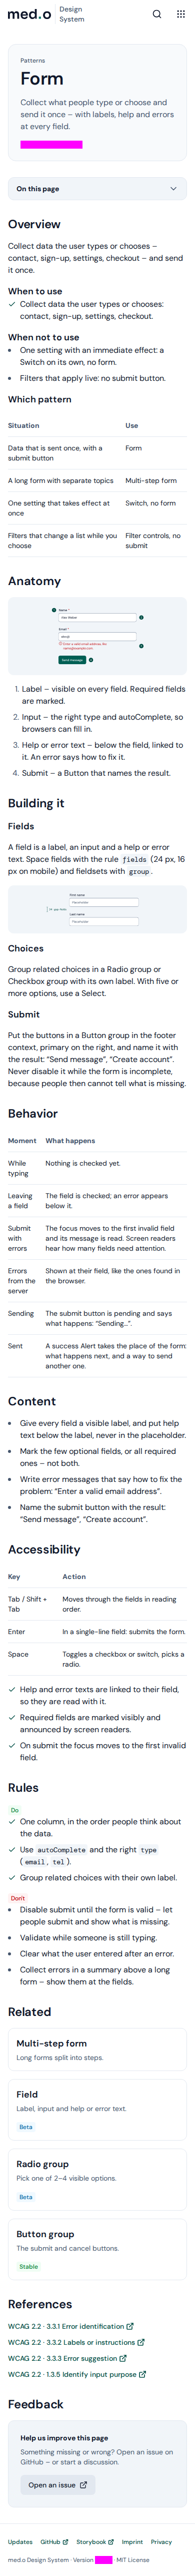 med.o
Design
System
Patterns
Form
Collect what people type or choose and
send it once – with labels, help and errors
at every field.
On this page
Overview
Collect data the user types or chooses –
contact, sign-up, settings, checkout – and send
it once.
When to use
Collect data the user types or chooses:
contact, sign-up, settings, checkout.
When not to use
One setting with an immediate effect: a
Switch on its own, no form.
Filters that apply live: no submit button.
Which pattern
Situation Use
Data that is sent once, with a Form
submit button
A long form with separate topics Multi-step form
One setting that takes effect at Switch, no form
once
Filters that change a list while you Filter controls, no
choose submit
Anatomy
Name *
Email *
Send message
1. Label – visible on every field. Required fields
are marked.
2. Input – the right type and autoComplete, so
browsers can fill in.
3. Help or error text – below the field, linked to
it. An error says how to fix it.
4. Submit – a Button that names the result.
Building it
Fields
A field is a label, an input and a help or error
text. Space fields with the rule fields (24 px, 16
px on mobile) and fieldsets with
group.
First name
Placeholder
Last name
Placeholder
Choices
Group related choices in a Radio group or
Checkbox group with its own label. With five or
more options, use a Select.
Submit
Put the buttons in a Button group in the footer
context, primary on the right, and name it with
the result: “Send message”, “Create account”.
Never disable it while the form is incomplete,
because people then cannot tell what is missing.
Behavior
Moment What happens
While Nothing is checked yet.
typing
Leaving The field is checked; an error appears
a field below it.
Submit The focus moves to the first invalid field
with and its message is read. Screen readers
errors hear how many fields need attention.
Errors Shown at their field, like the ones found in
from the the browser.
server
Sending The submit button is pending and says
what happens: “Sending…”.
Sent A success Alert takes the place of the form:
what happens next, and a way to send
another one.
Content
Give every field a visible label, and put help
text below the label, never in the placeholder.
Mark the few optional fields, or all required
ones – not both.
Write error messages that say how to fix the
problem: “Enter a valid email address”.
Name the submit button with the result:
“Send message”, “Create account”.
Accessibility
Key Action
Tab / Shift + Moves through the fields in reading
Tab order.
Enter In a single-line field: submits the form.
Space Toggles a checkbox or switch, picks a
radio.
Help and error texts are linked to their field,
so they are read with it.
Required fields are marked visibly and
announced by screen readers.
On submit the focus moves to the first invalid
field.
Rules
Do
One column, in the order people think about
the data.
Use autoComplete and the right type
(email, tel).
Group related choices with their own label.
Don't
Disable submit until the form is valid – let
people submit and show what is missing.
Validate while someone is still typing.
Clear what the user entered after an error.
Collect errors in a summary above a long
form – show them at the fields.
Related
Multi-step form
Long forms split into steps.
Field
Label, input and help or error text.
Beta
Radio group
Pick one of 2–4 visible options.
Beta
Button group
The submit and cancel buttons.
Stable
References
WCAG 2.2 · 3.3.1 Error identification
WCAG 2.2 · 3.3.2 Labels or instructions
WCAG 2.2 · 3.3.3 Error suggestion
WCAG 2.2 · 1.3.5 Identify input purpose
Feedback
Help us improve this page
Something missing or wrong? Open an issue on
GitHub – or start a discussion.
Open an issue
Updates GitHub Storybook Imprint Privacy
med.o Design System · Version MIT License